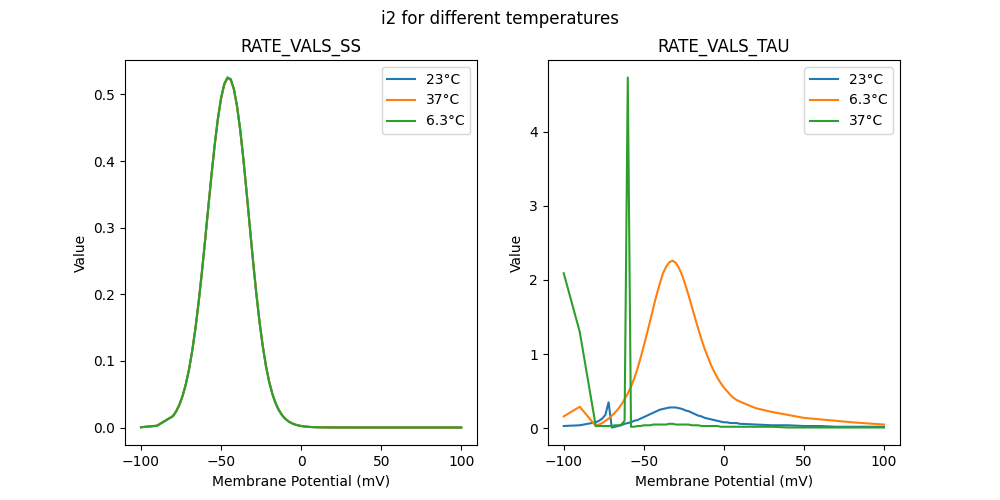 i2 for different temperatures
RATE_VALS_SS
Value
0.5
0.4
0.3
0.2
0.1
0.0
23°C
37°C
6.3°C
−100
−50
0
50
100
Membrane Potential (mV)
RATE_VALS_TAU
Value
4
3
2
1
0
23°C
6.3°C
37°C
−100
−50
0
50
100
Membrane Potential (mV)